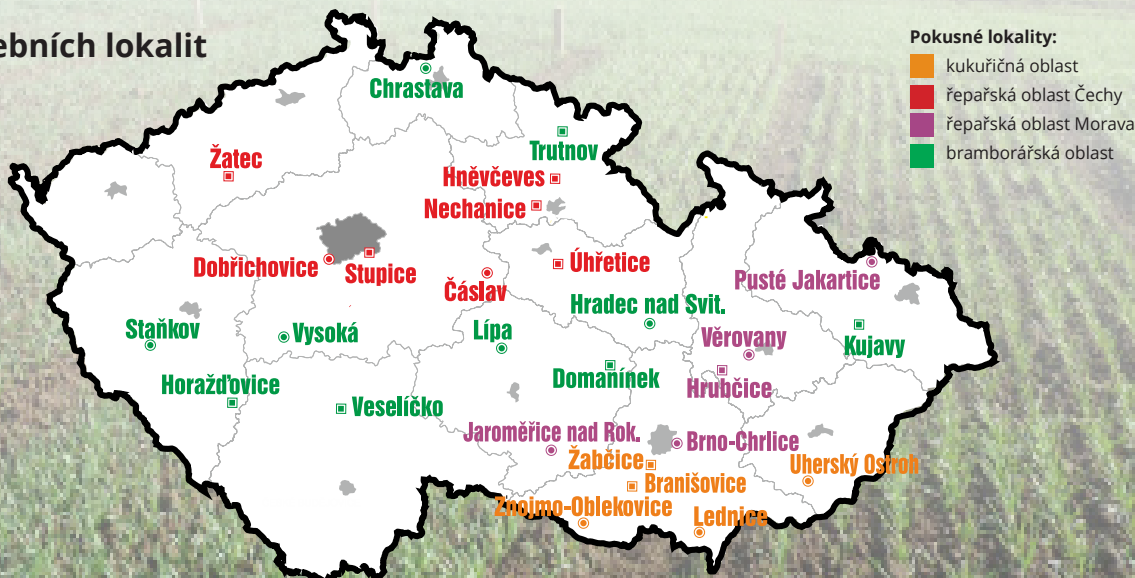 ebních lokalit
Pokusné lokality:
kukuřičná oblast
řepařská oblast Čechy
řepařská oblast Morava
bramborářská oblast
Chrastava
Trutnov
Žatec
Hněvčeves
Nechanice
Dobřichovice
Stupice
Čáslav
Úhřetice
Pusté Jakartice
Hradec nad Svit.
Staňkov
Vysoká
Lípa
Věrovany
Kujavy
Horažďovice
Domanínek
Hrubčice
Veselíčko
Jaroměřice nad Rok.
Brno-Chrlice
Žabčice
Uherský Ostroh
Branišovice
Znojmo-Oblekovice
Lednice